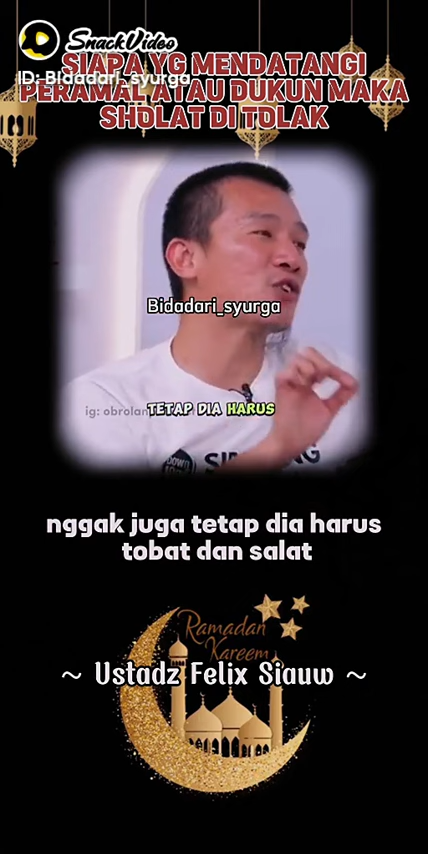 SnackVideo
ID: Bidadari_syurga
SIAPA YG MENDATANGI
PERAMAL ATAU DUKUN MAKA
SHOLAT DI TOLAK
Bidadari_syurga
ig: obrolan
TETAP DIA HARUS
DOWN
nggak juga tetap dia harus
tobat dan salat
Ramadan
Kareem
~ Ustadz Felix Siauw ~